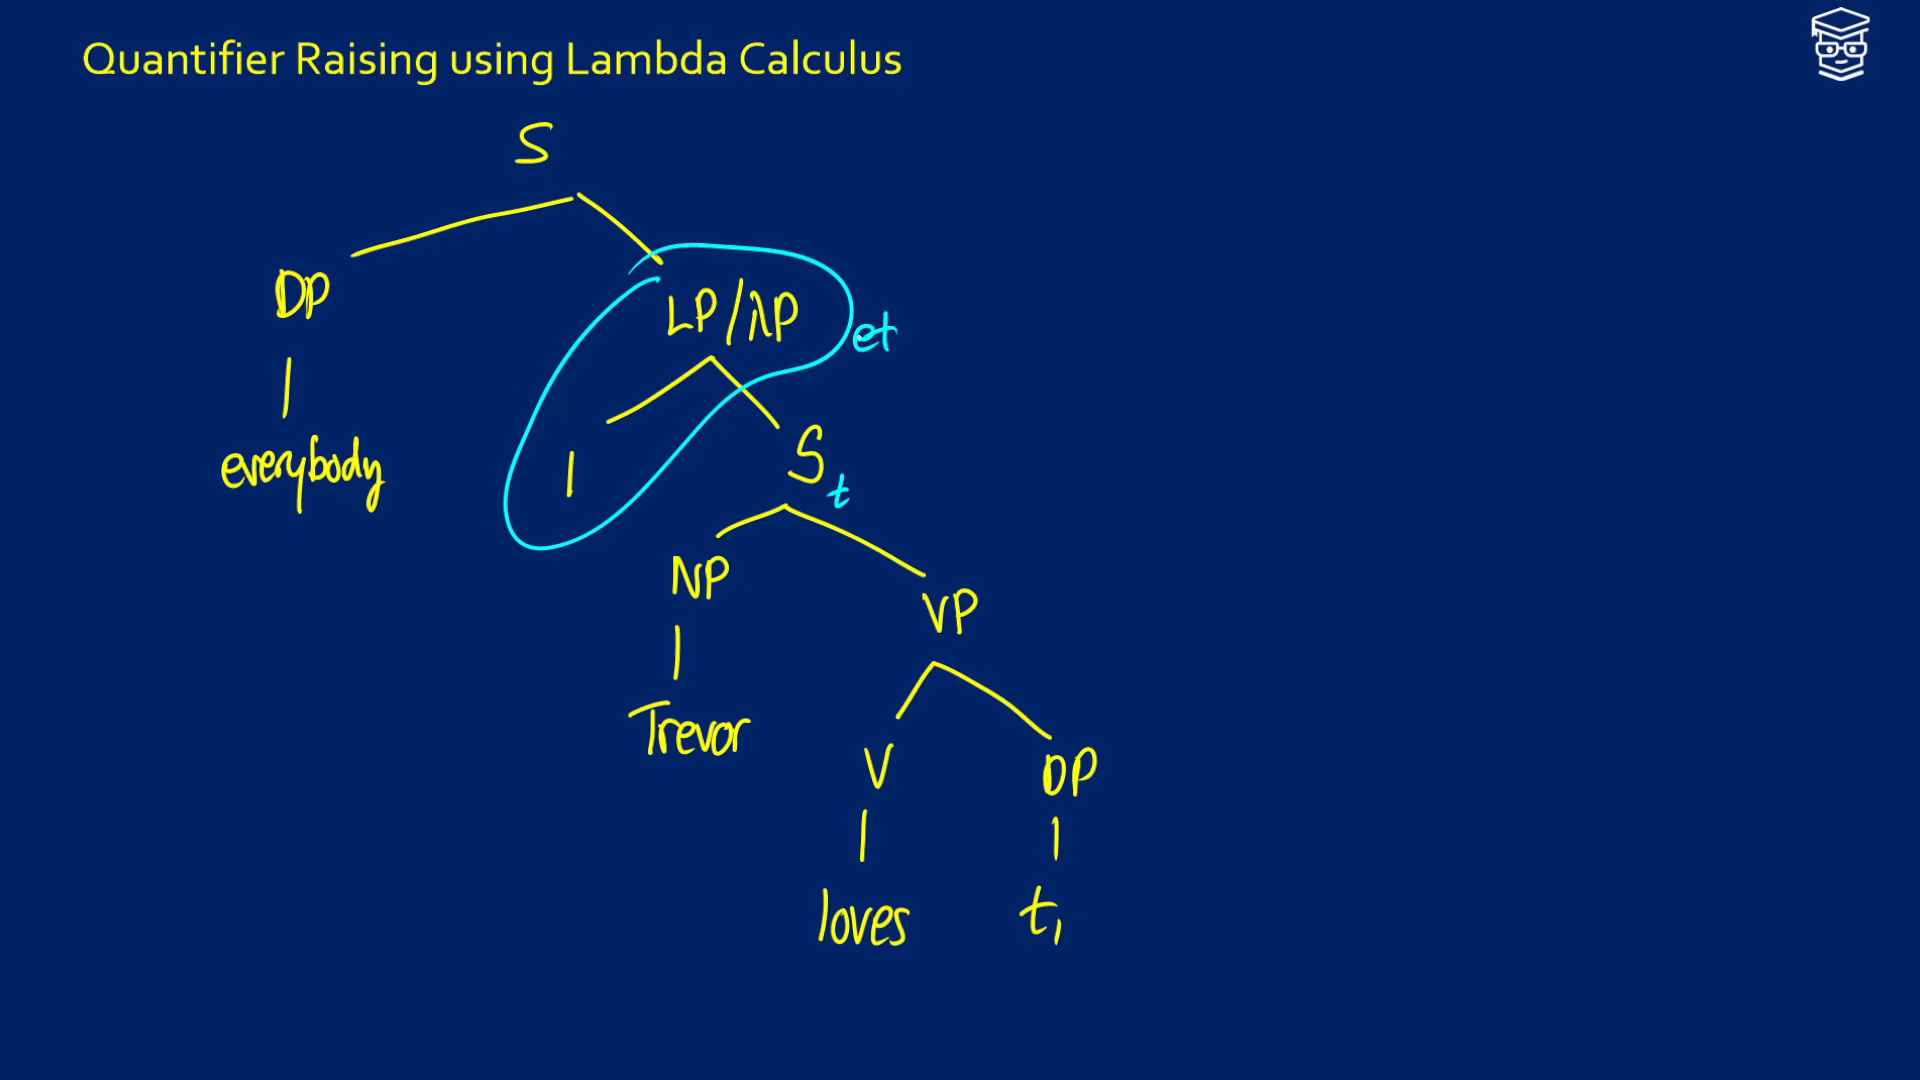 Quantifier Raising using Lambda Calculus
S
DP
LP/λP
et
everybody
1
S
t
NP
VP
Trevor
V
DP
loves
t₁